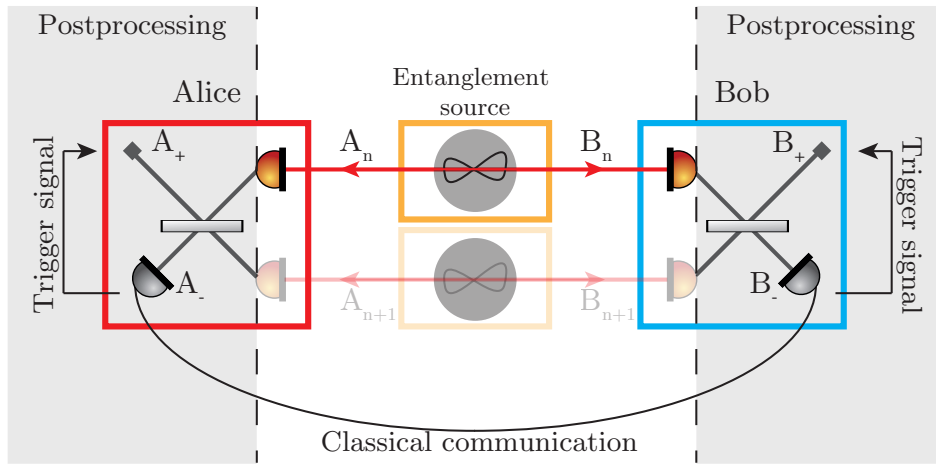 Postprocessing
Postprocessing
Entanglement
source
Alice
Bob
A+
An
Bn
B+
Trigger signal
Trigger signal
A-
An+1
Bn+1
B-
Classical communication